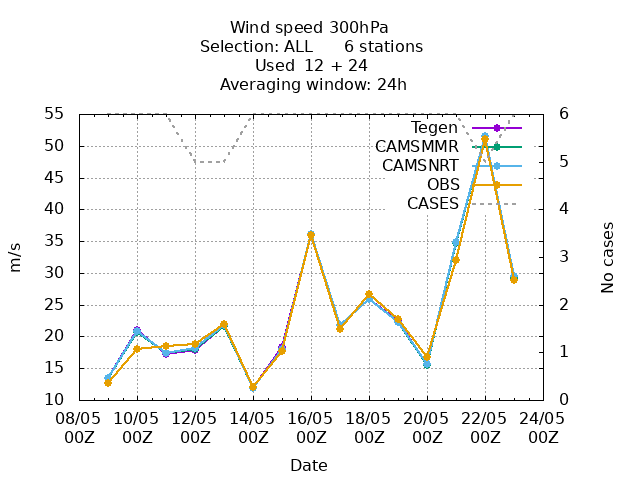 Wind speed 300hPa
Selection: ALL 6 stations
Used 12 + 24
Averaging window: 24h
55 6
Tegen
CAMSMMR
50
CAMSNRT
5
45
OBS
CASES
40 4
35
3
30
25 2
20
1
15
10 0
m/s
No cases
08/05 10/05 12/05 14/05 16/05 18/05 20/05 22/05 24/05
00Z 00Z 00Z 00Z 00Z 00Z 00Z 00Z 00Z
Date